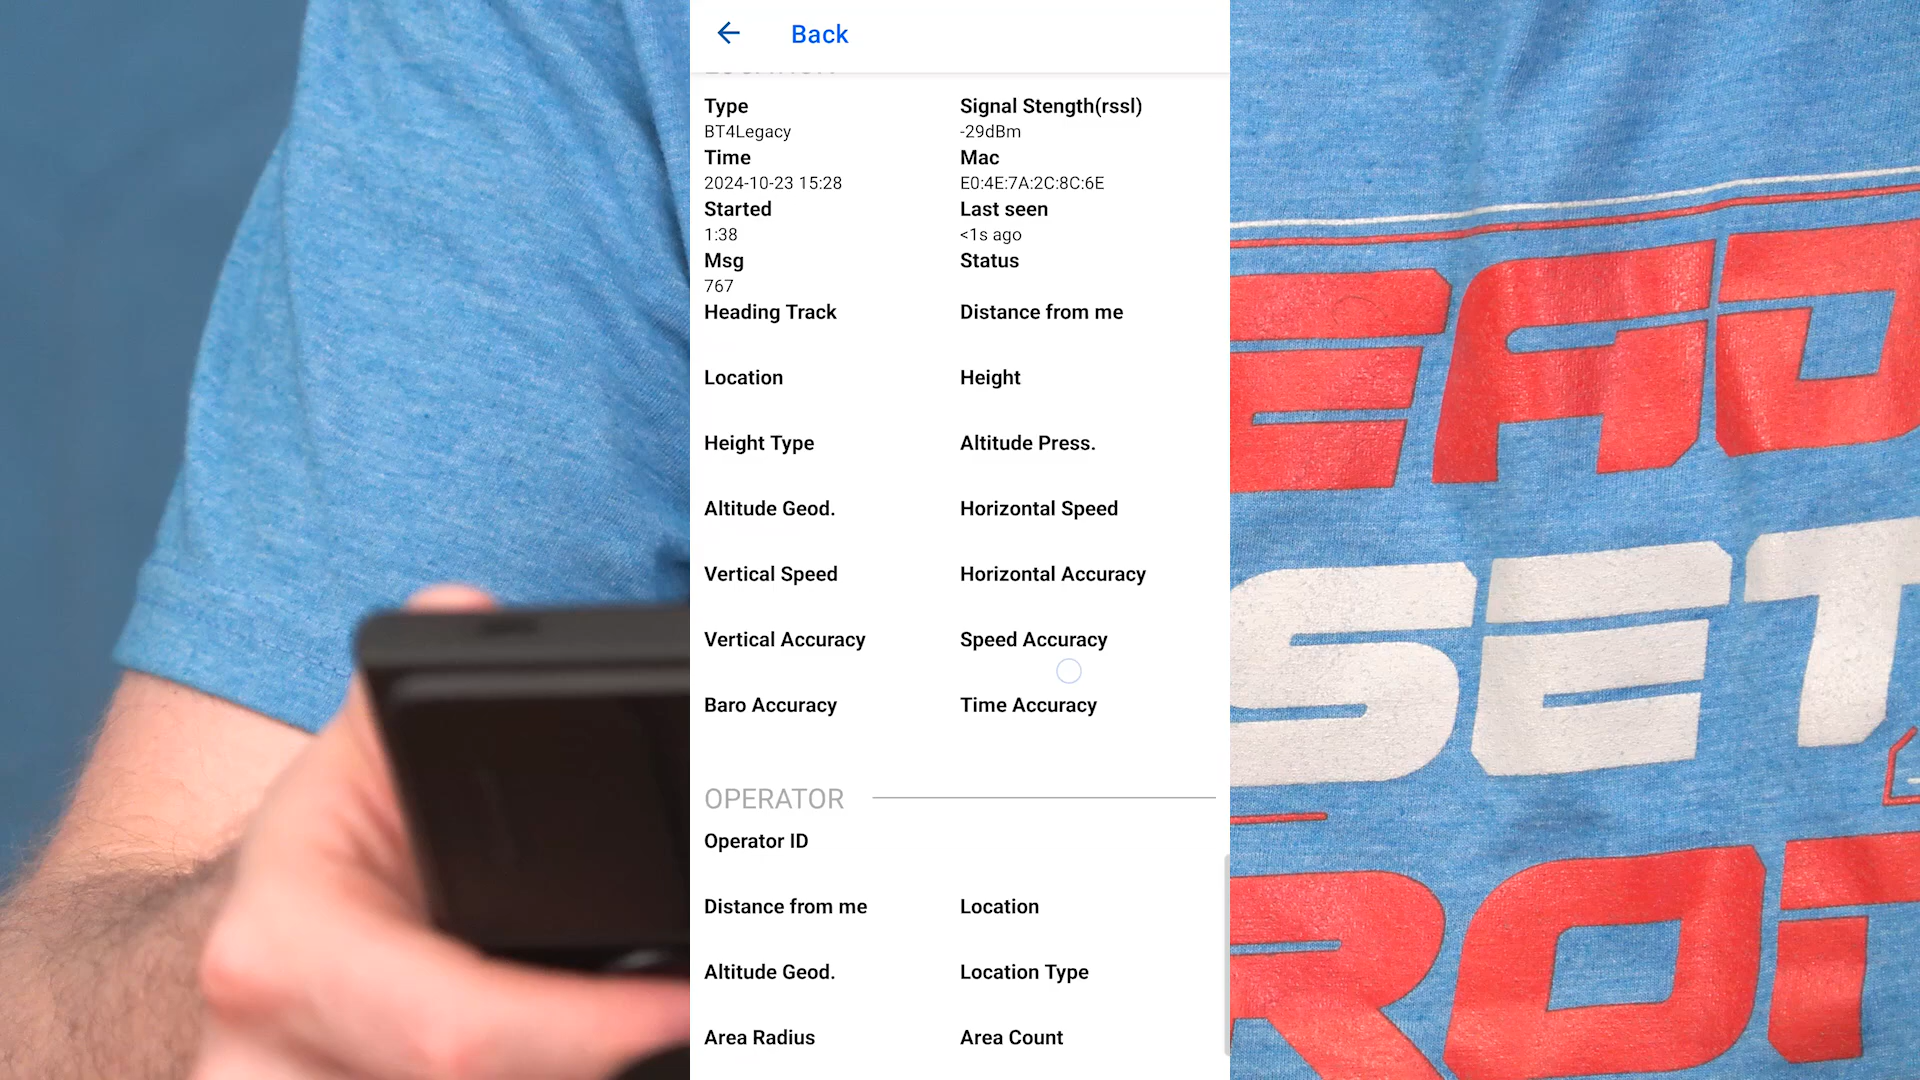 Back
Type Signal Stength(rssl)
BT4Legacy -29dBm
Time Mac
2024-10-23 15:28 E0:4E:7A:2C:8C:6E
Started Last seen
1:38 <1s ago
Msg Status
767
Heading Track Distance from me
Location Height
Height Type Altitude Press.
Altitude Geod. Horizontal Speed
Vertical Speed Horizontal Accuracy
Vertical Accuracy Speed Accuracy
Baro Accuracy Time Accuracy
OPERATOR
Operator ID
Distance from me Location
Altitude Geod. Location Type
Area Radius Area Count
EAD
SET
ROI